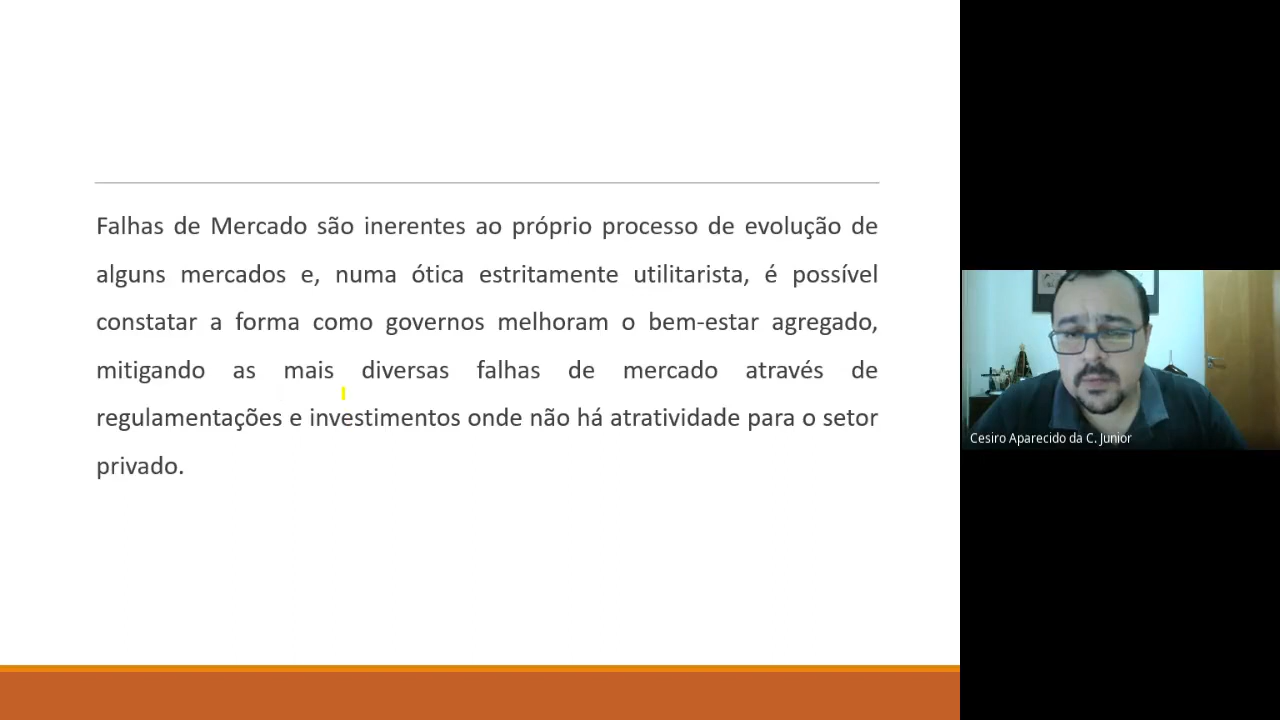 Falhas de Mercado são inerentes ao próprio processo de evolução de
alguns mercados e, numa ótica estritamente utilitarista, é possível
constatar a forma como governos melhoram o bem-estar agregado,
mitigando as mais diversas falhas de mercado através de
regulamentações e investimentos onde não há atratividade para o setor
privado.
Cesiro Aparecido da C. Junior